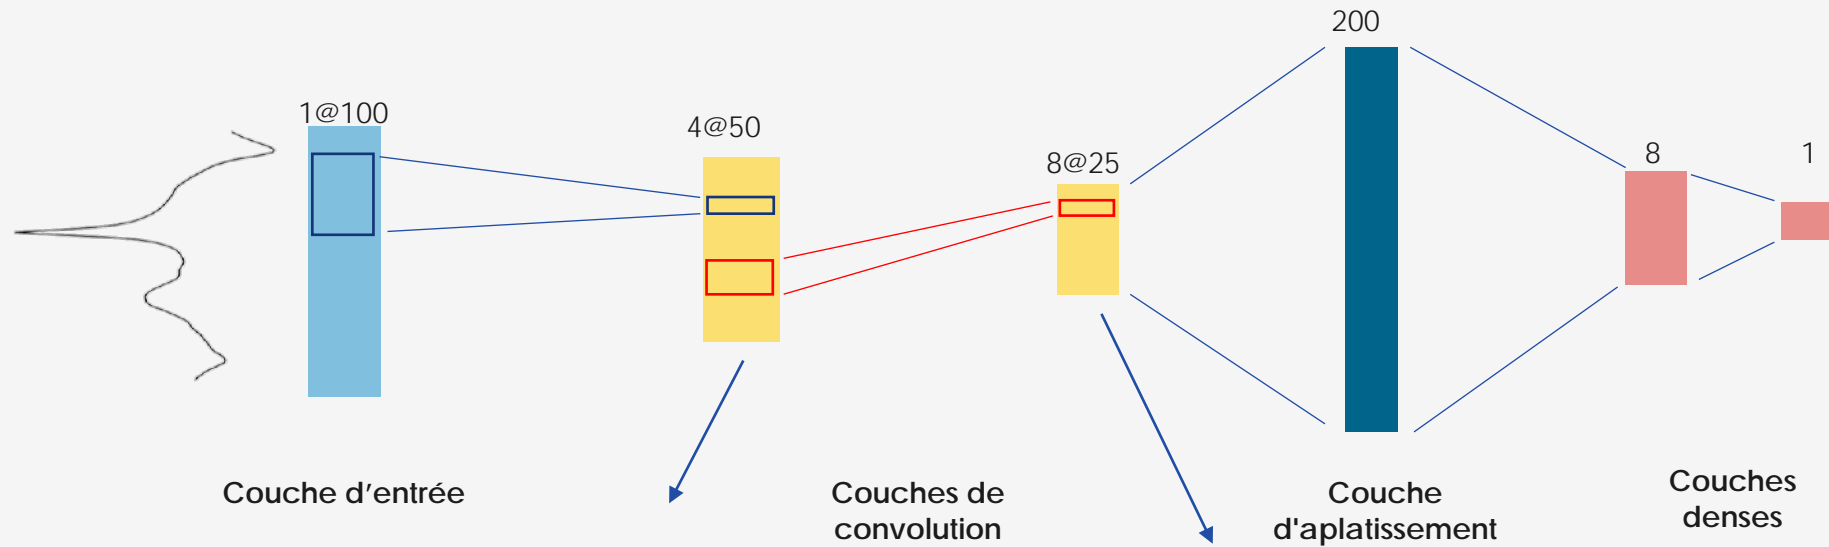 200
1@100
4@50
8@25
8
1
Couche d’entrée
Couches de
convolution
Couche
d'aplatissement
Couches
denses